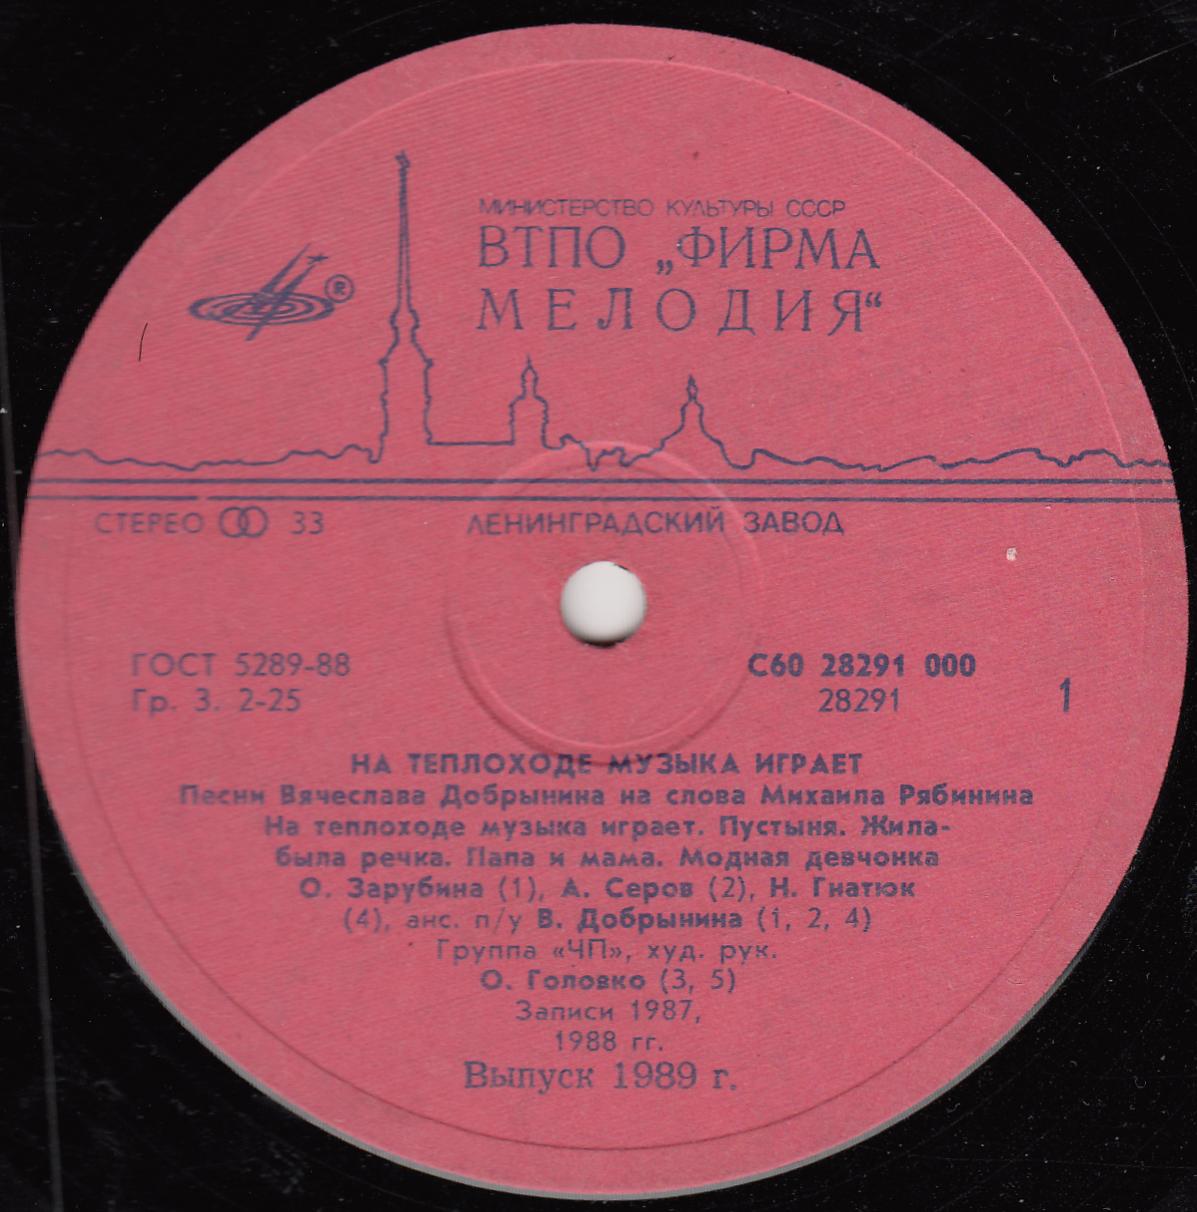 МИНИСТЕРСТВО КУЛЬТУРЫ СССР
ВТПО „ФИРМА
МЕЛОДИЯ“
®
СТЕРЕО 33
ЛЕНИНГРАДСКИЙ ЗАВОД
ГОСТ 5289-88
Гр. 3. 2-25
С60 28291 000
28291
1
НА ТЕПЛОХОДЕ МУЗЫКА ИГРАЕТ
Песни Вячеслава Добрынина на слова Михаила Рябинина
На теплоходе музыка играет. Пустыня. Жила-
была речка. Папа и мама. Модная девчонка
О. Зарубина (1), А. Серов (2), Н. Гнатюк
(4), анс. п/у В. Добрынина (1, 2, 4)
Группа «ЧП», худ. рук.
О. Головко (3, 5)
Записи 1987,
1988 гг.
Выпуск 1989 г.